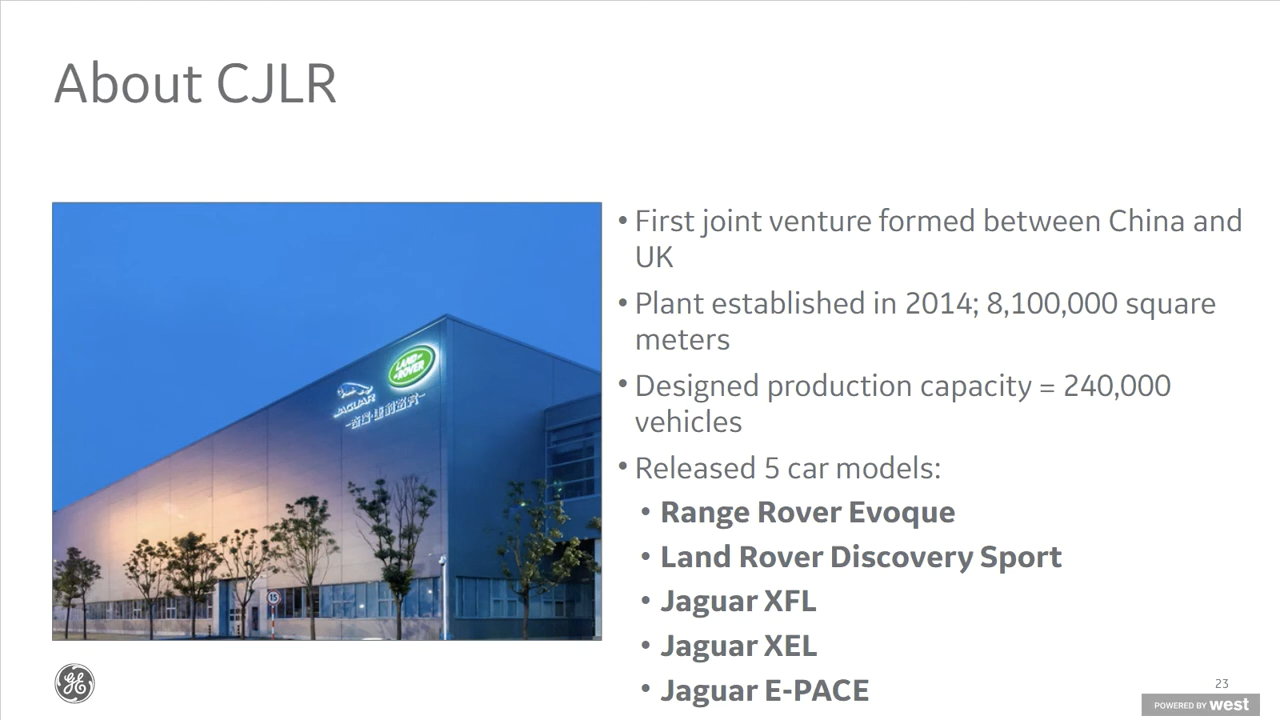 About CJLR
LAND-
-ROVER
JAGUAR
• First joint venture formed between China and
UK
• Plant established in 2014; 8,100,000 square
meters
• Designed production capacity = 240,000
vehicles
• Released 5 car models:
• Range Rover Evoque
• Land Rover Discovery Sport
• Jaguar XFL
• Jaguar XEL
• Jaguar E-PACE
15
GE
23
POWERED BY west